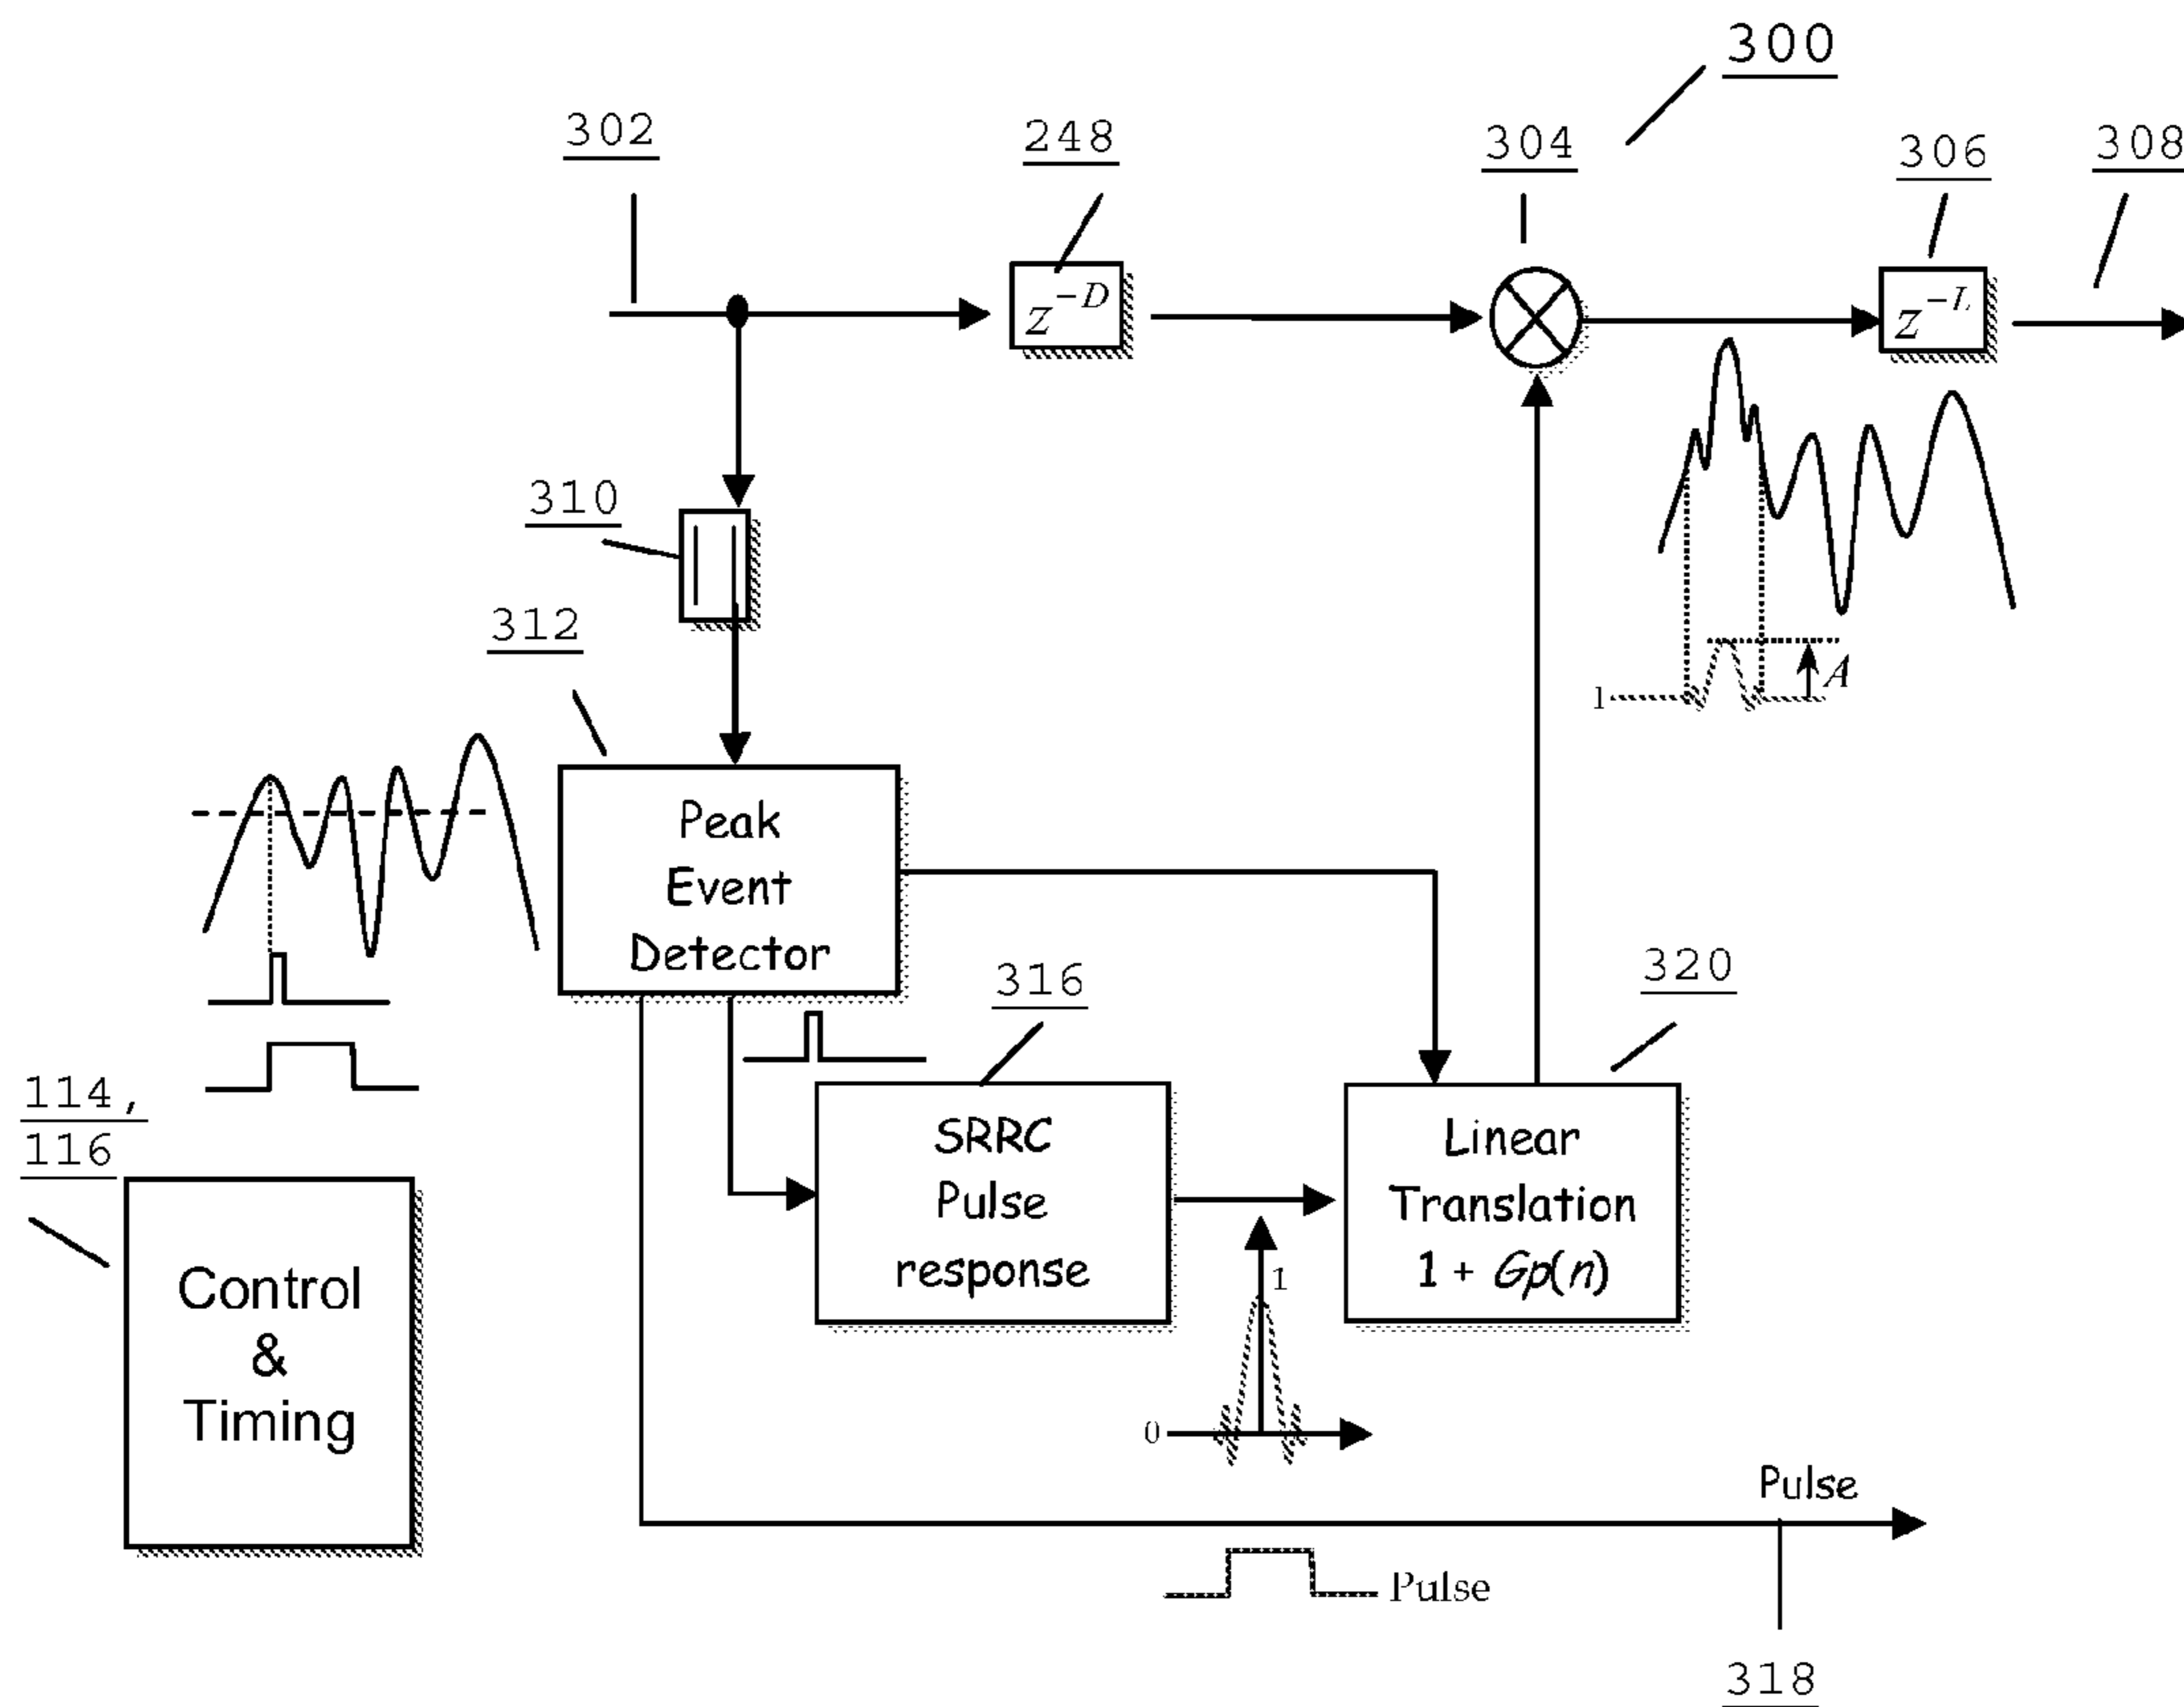 300
302
248
304
306
308
z^{-D}
z^{-L}
310
312
1
A
Peak
Event
Detector
316
320
114,
116
SRRC
Pulse
response
Linear
Translation
1 + Gp(n)
1
Control
&
Timing
0
Pulse
Pulse
318